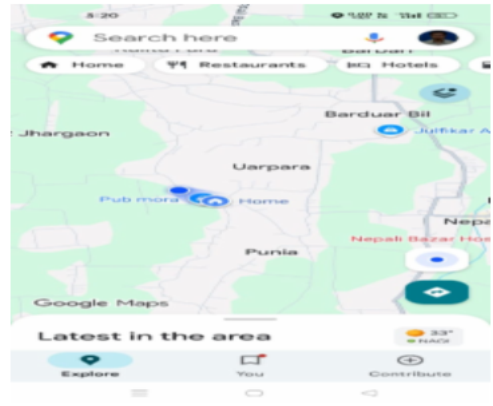 3:20
Search here
Home
Restaurants
Hotels
Barduar Bil
Jhargaon
Julfikar A
Uarpara
Pub mora
Home
Nepa
Nepali Bazar Hos
Punia
Google Maps
Latest in the area
33°
Explore
You
Contribute